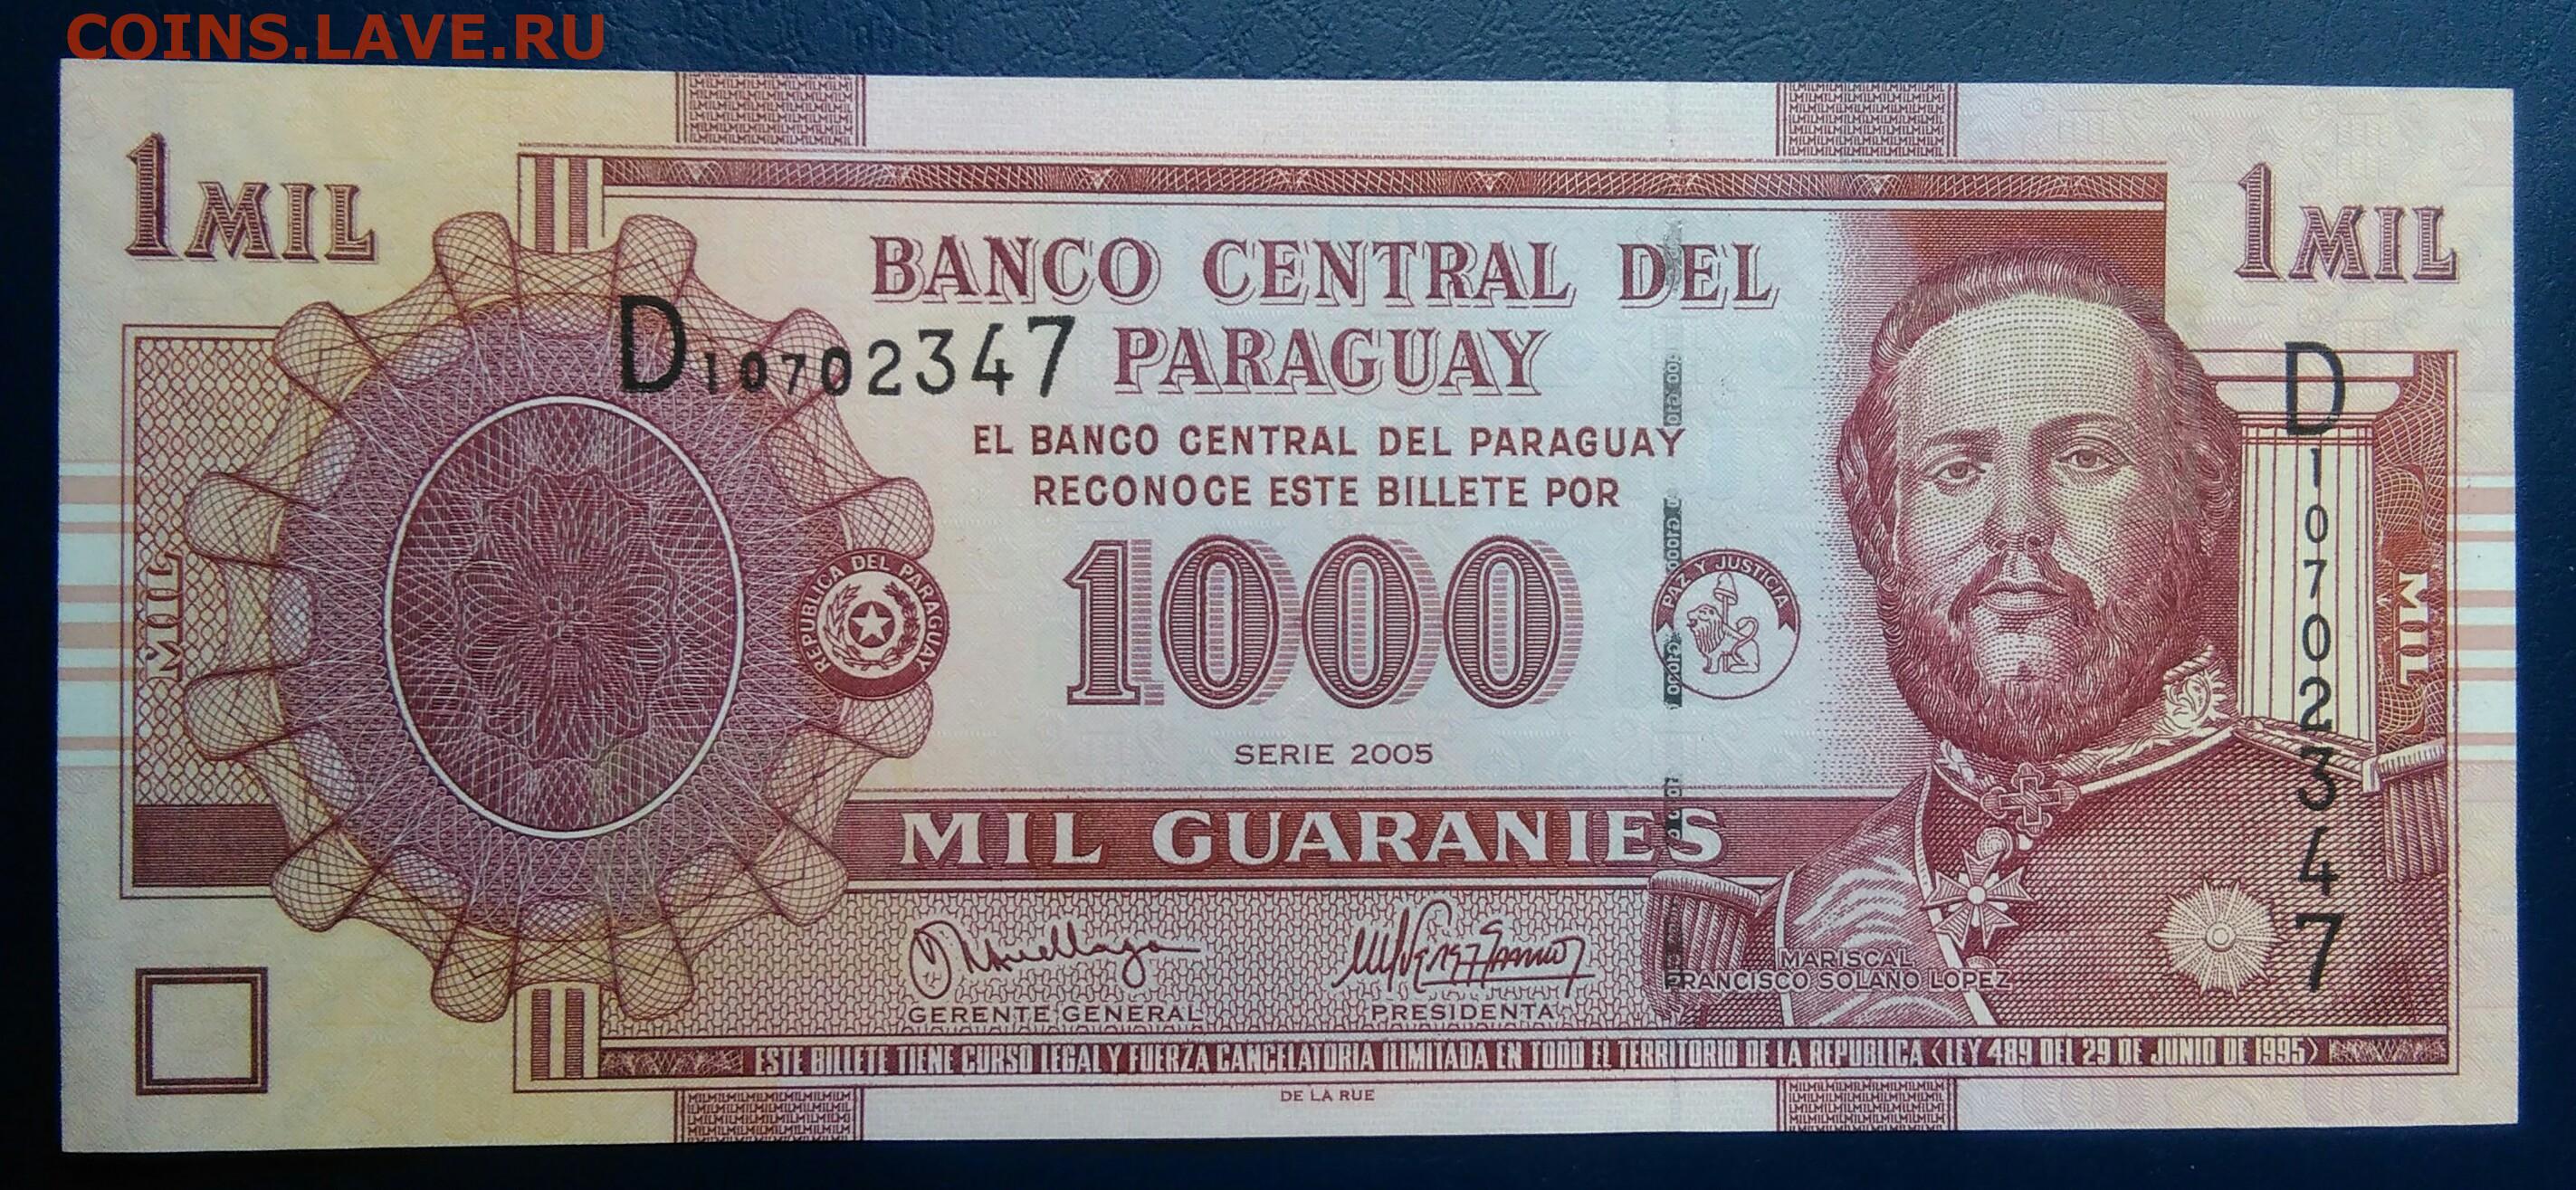 COINS.LAVE.RU
MILMILMILMILMILMIL
1 MIL
1 MIL
BANCO CENTRAL DEL
PARAGUAY
D10702347
EL BANCO CENTRAL DEL PARAGUAY
RECONOCE ESTE BILLETE POR
D10702347
MIL
MIL
REPUBLICA DEL PARAGUAY
1000
PAZ Y JUSTICIA
SERIE 2005
MIL GUARANIES
MARISCAL
FRANCISCO SOLANO LOPEZ
GERENTE GENERAL
PRESIDENTA
ESTE BILLETE TIENE CURSO LEGAL Y FUERZA CANCELATORIA ILIMITADA EN TODO EL TERRITORIO DE LA REPUBLICA (LEY 489 DEL 29 DE JUNIO DE 1995)
DE LA RUE